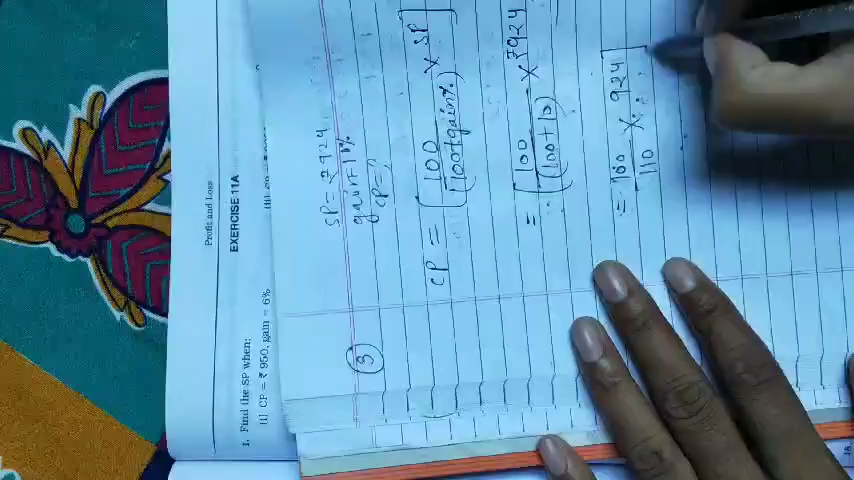 Profit and Loss
EXERCISE 11A
1. Find the SP when:
(i) CP = ₹ 950, gain = 6%
(3)
SP = ₹ 924
gain = 10%
CP = ?
CP = [100/(100+gain%) × SP]
= [100/(100+10) × ₹924
= [100/110 × 924]